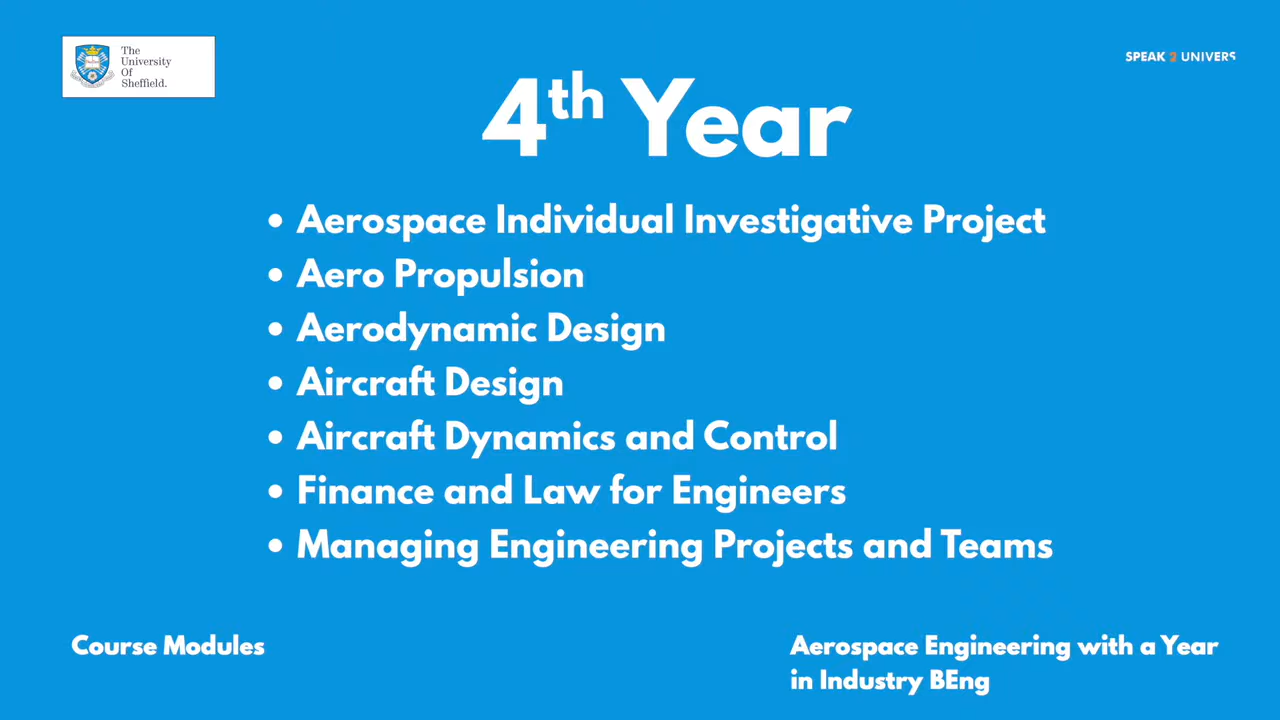 The
University
Of
Sheffield.
SPEAK 2 UNIVERS
4th Year
• Aerospace Individual Investigative Project
• Aero Propulsion
• Aerodynamic Design
• Aircraft Design
• Aircraft Dynamics and Control
• Finance and Law for Engineers
• Managing Engineering Projects and Teams
Course Modules
Aerospace Engineering with a Year
in Industry BEng